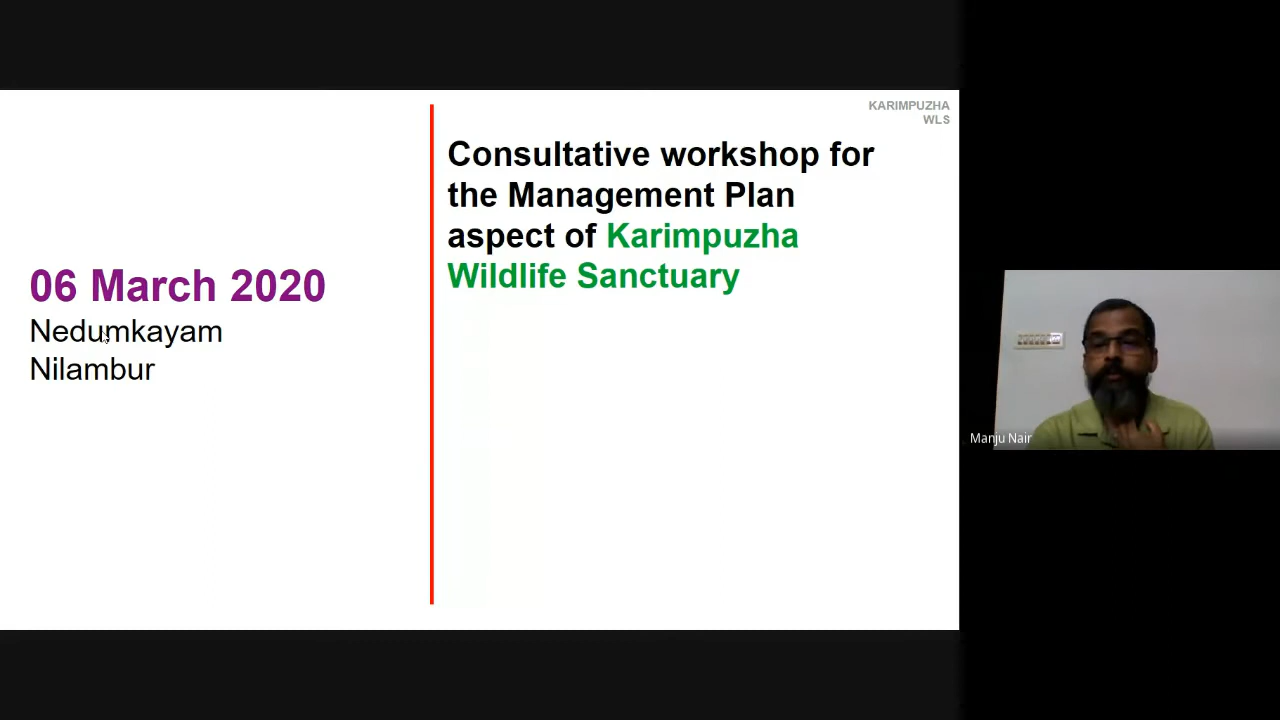 KARIMPUZHA
WLS
Consultative workshop for
the Management Plan
aspect of Karimpuzha
Wildlife Sanctuary
06 March 2020
Nedumkayam
Nilambur
Manju Nair